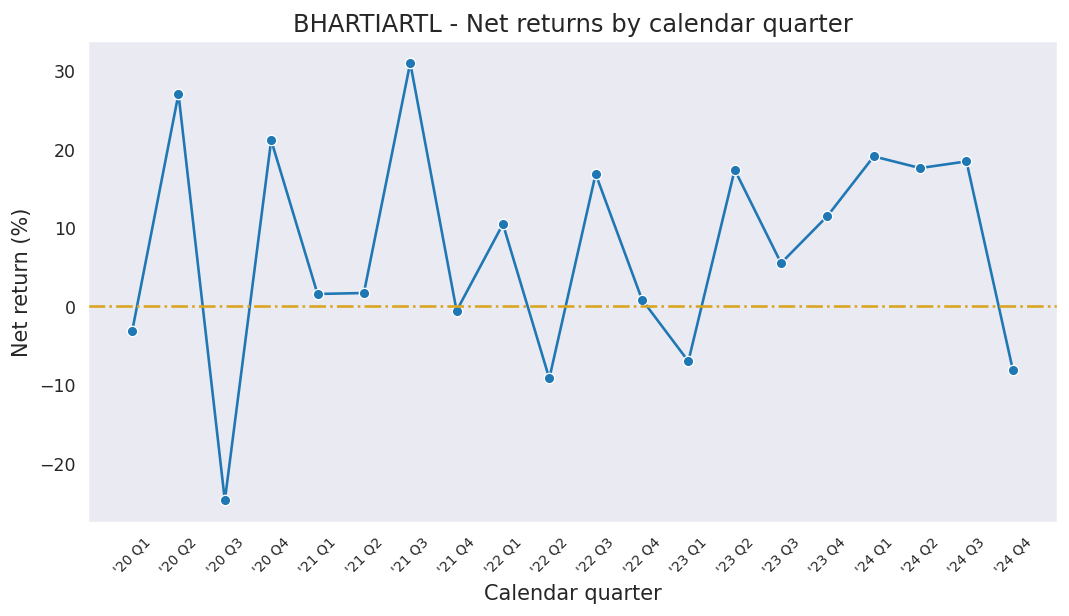 BHARTIARTL - Net returns by calendar quarter
Net return (%)
30
20
10
0
−10
−20
'20 Q1
'20 Q2
'20 Q3
'20 Q4
'21 Q1
'21 Q2
'21 Q3
'21 Q4
'22 Q1
'22 Q2
'22 Q3
'22 Q4
'23 Q1
'23 Q2
'23 Q3
'23 Q4
'24 Q1
'24 Q2
'24 Q3
'24 Q4
Calendar quarter